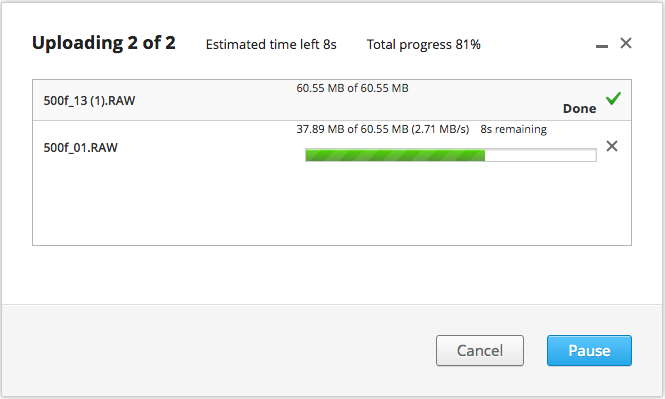 Uploading 2 of 2 Estimated time left 8s Total progress 81%
60.55 MB of 60.55 MB
500f_13 (1).RAW
Done
37.89 MB of 60.55 MB (2.71 MB/s) 8s remaining
500f_01.RAW
Cancel Pause